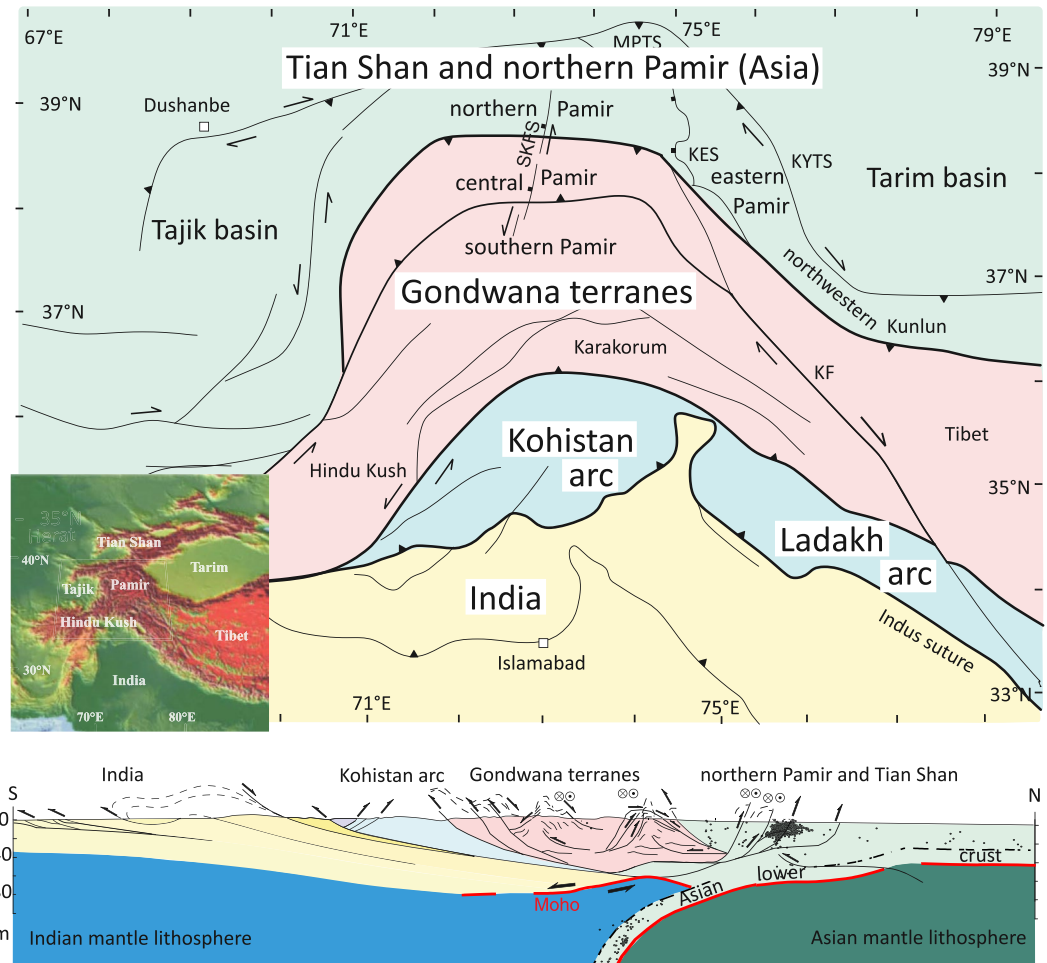 67°E
71°E
75°E
79°E
MPTS
Tian Shan and northern Pamir (Asia)
39°N
39°N
Dushanbe
northern Pamir
SKFS
KES
KYTS
central Pamir
eastern
Pamir
Tarim basin
Tajik basin
southern Pamir
northwestern
Kunlun
37°N
37°N
Gondwana terranes
Karakorum
KF
Kohistan
arc
Tibet
Hindu Kush
35°N
Ladakh
arc
India
Indus suture
Islamabad
33°N
71°E
75°E
35°N
Herat
Tian Shan
40°N
Tarim
Tajik
Pamir
Hindu Kush
Tibet
30°N
India
70°E
80°E
India
Kohistan arc
Gondwana terranes
northern Pamir and Tian Shan
S
N
0
40
crust
lower
Asian
Moho
m
Indian mantle lithosphere
Asian mantle lithosphere